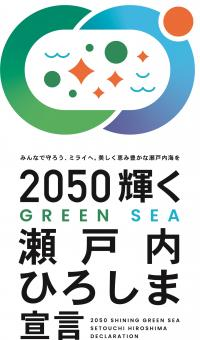 みんなで守ろう、ミライへ。美しく恵み豊かな瀬戸内海を
2050輝く
GREEN SEA
瀬戸内
ひろしま
宣言
2050 SHINING GREEN SEA
SETOUCHI HIROSHIMA
DECLARATION